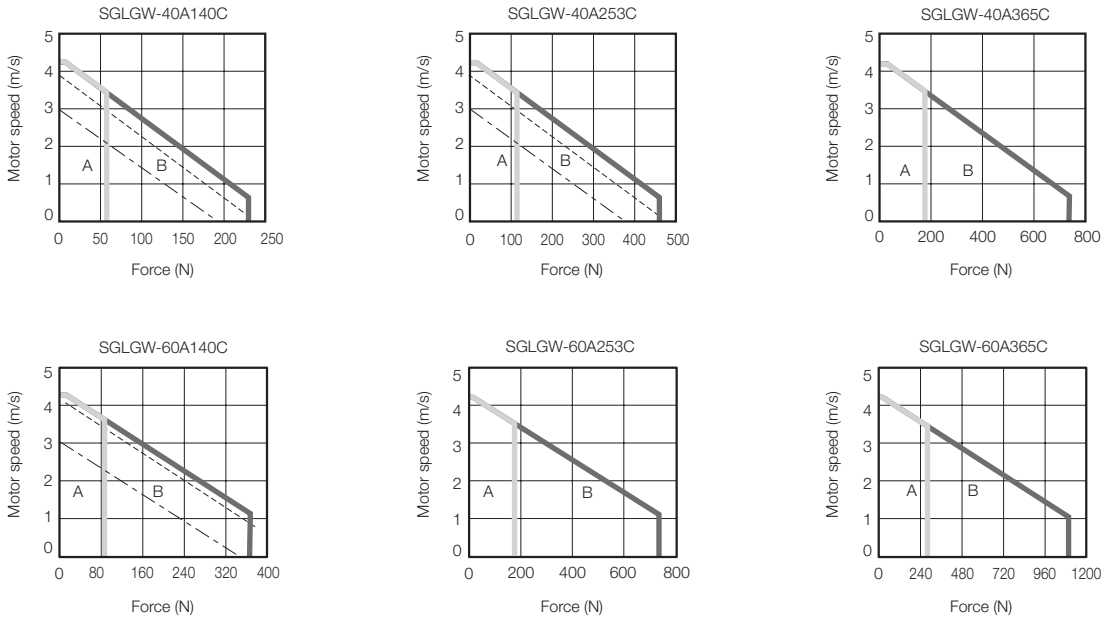 SGLGW-40A140C
5
4
3
2
1
0
Motor speed (m/s)
A
B
0 50 100 150 200 250
Force (N)
SGLGW-40A253C
5
4
3
2
1
0
Motor speed (m/s)
A
B
0 100 200 300 400 500
Force (N)
SGLGW-40A365C
5
4
3
2
1
0
Motor speed (m/s)
A
B
0 200 400 600 800
Force (N)
SGLGW-60A140C
5
4
3
2
1
0
Motor speed (m/s)
A
B
0 80 160 240 320 400
Force (N)
SGLGW-60A253C
5
4
3
2
1
0
Motor speed (m/s)
A
B
0 200 400 600 800
Force (N)
SGLGW-60A365C
5
4
3
2
1
0
Motor speed (m/s)
A
B
0 240 480 720 960 1200
Force (N)